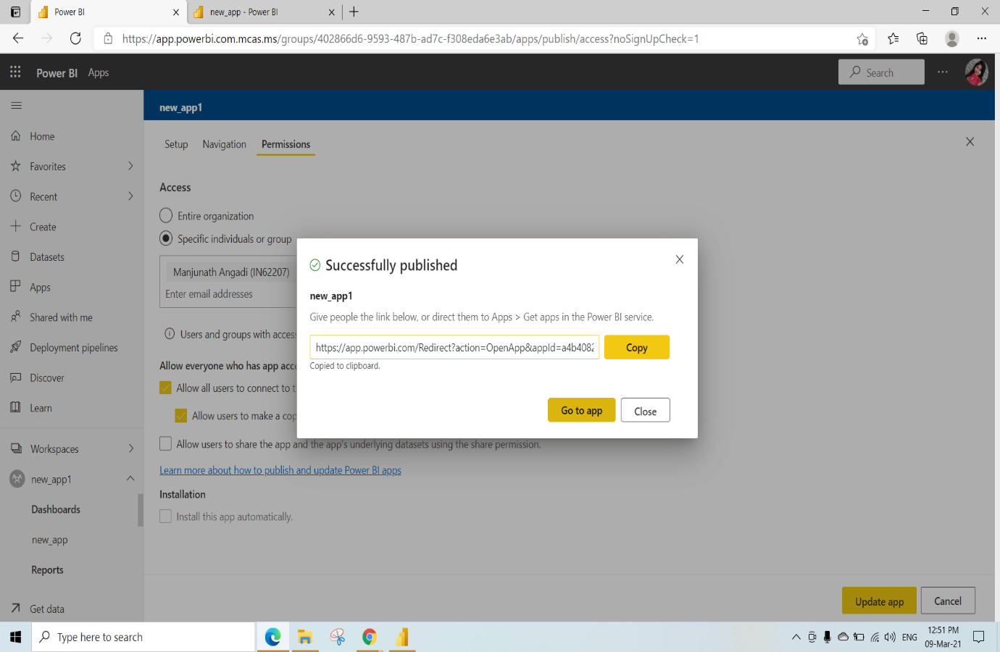 Power BI
new_app - Power BI
https://app.powerbi.com.mcas.ms/groups/402866d6-9593-487b-ad7c-f308eda6e3ab/apps/publish/access?noSignUpCheck=1
Power BI Apps
Search
new_app1
Home
Favorites
Recent
Create
Datasets
Apps
Shared with me
Deployment pipelines
Discover
Learn
Workspaces
new_app1
Dashboards
new_app
Reports
Get data
Setup Navigation Permissions
Access
Entire organization
Specific individuals or group
Manjunath Angadi (IN62207)
Enter email addresses
Users and groups with acces
Allow everyone who has app acce
Allow all users to connect to t
Allow users to make a cop
Allow users to share the app and the app's underlying datasets using the share permission.
Learn more about how to publish and update Power BI apps
Installation
Install this app automatically.
Successfully published
new_app1
Give people the link below, or direct them to Apps > Get apps in the Power BI service.
https://app.powerbi.com/Redirect?action=OpenApp&appId=a4b4082
Copy
Copied to clipboard.
Go to app
Close
Update app
Cancel
Type here to search
ENG
12:51 PM
09-Mar-21